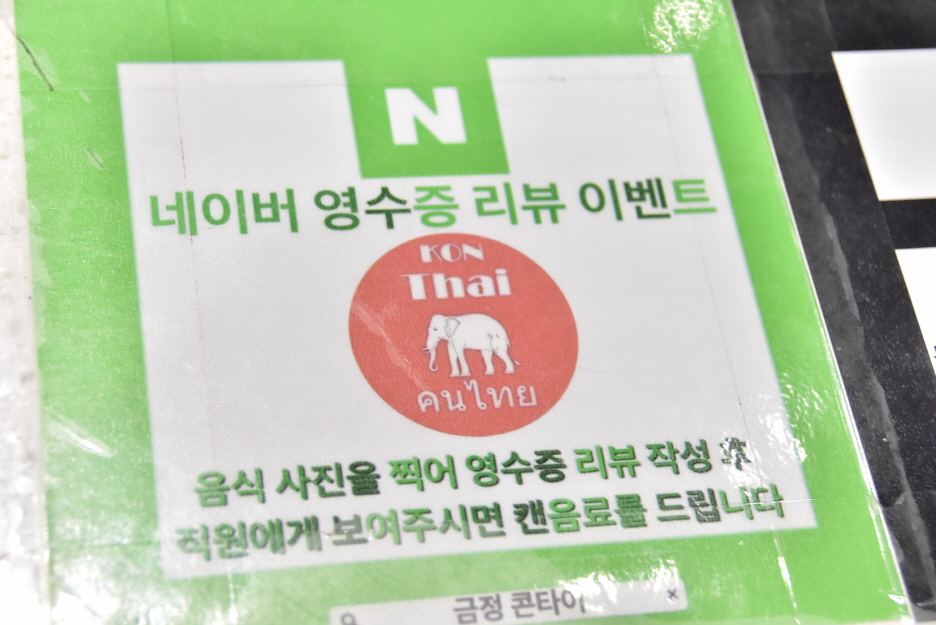 N
네이버 영수증 리뷰 이벤트
KON
Thai
คนไทย
음식 사진을 찍어 영수증 리뷰 작성 후
직원에게 보여주시면 캔음료를 드립니다
금정 콘타이